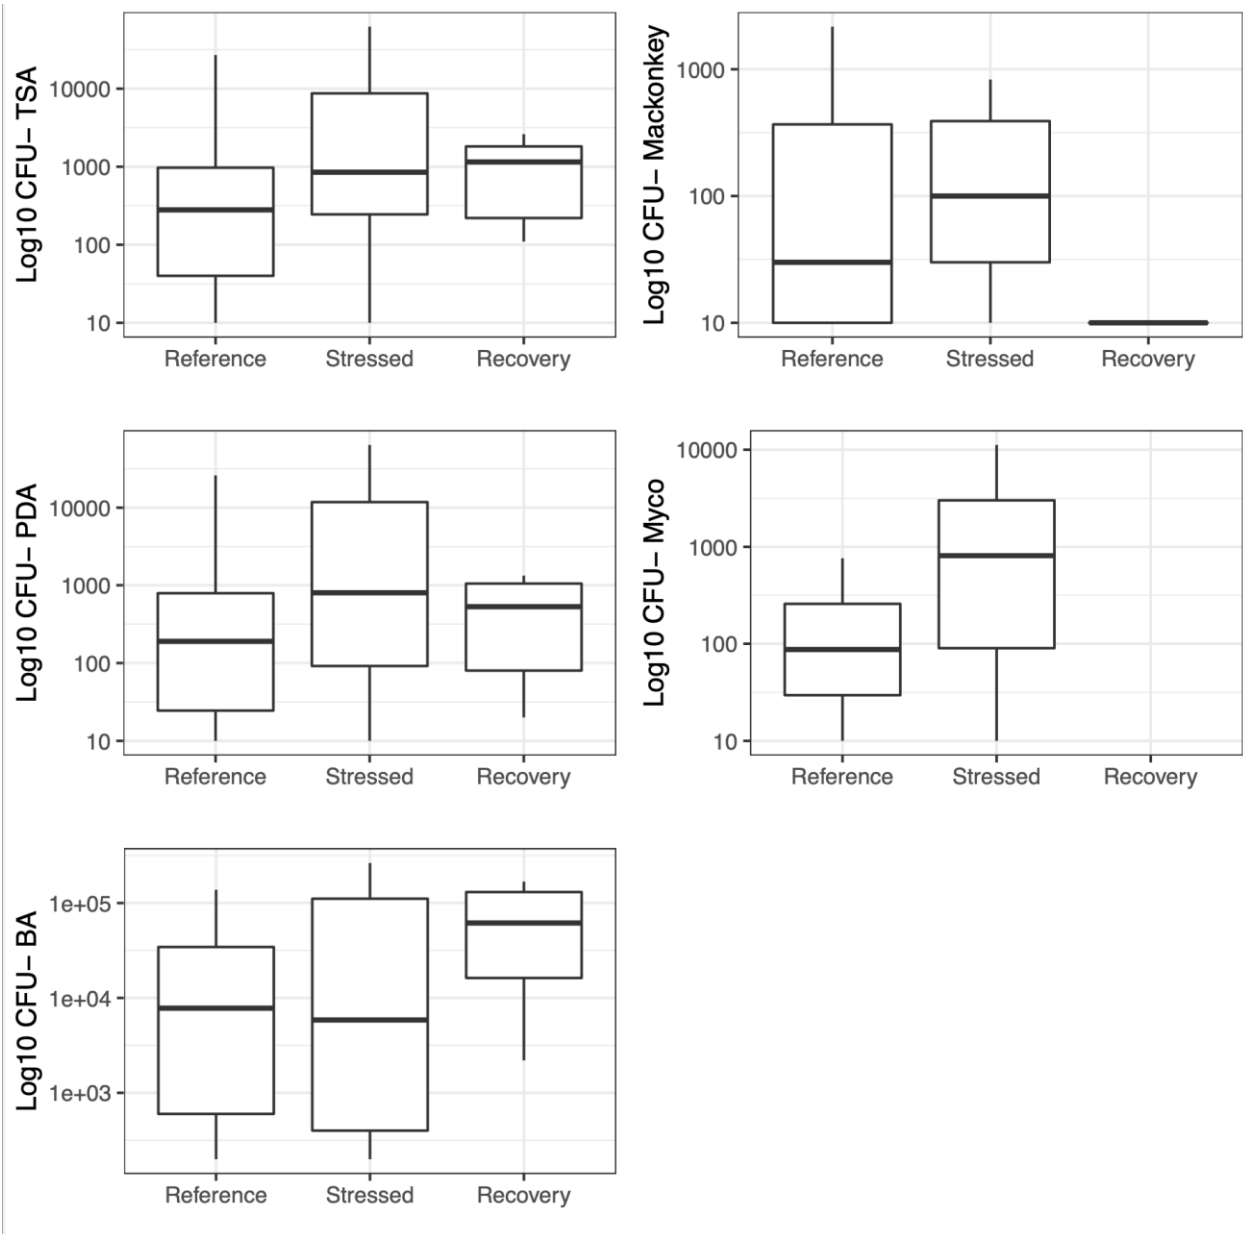 Log10 CFU− TSA
10000
1000
100
10
Reference Stressed Recovery
Log10 CFU− Mackonkey
1000
100
10
Reference Stressed Recovery
Log10 CFU− PDA
10000
1000
100
10
Reference Stressed Recovery
Log10 CFU− Myco
10000
1000
100
10
Reference Stressed Recovery
Log10 CFU− BA
1e+05
1e+04
1e+03
Reference Stressed Recovery